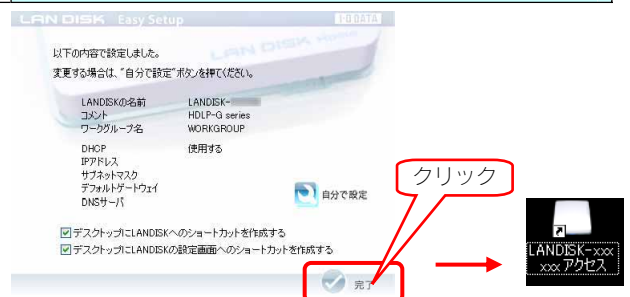 LAN DISK Easy Setup
I-O DATA
以下の内容で設定しました。
変更する場合は、"自分で設定"ボタンを押てください。
LAN DISK Home
LANDISKの名前 LANDISK-
コメント HDLP-G series
ワークグループ名 WORKGROUP
DHCP 使用する
IPアドレス
サブネットマスク
デフォルトゲートウェイ
DNSサーバ
自分で設定
クリック
デスクトップにLANDISKへのショートカットを作成する
デスクトップにLANDISKの設定画面へのショートカットを作成する
完了
LANDISK-xxx
xxx アクセス